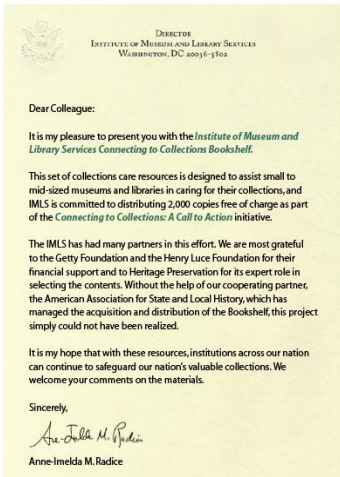 DIRECTOR
INSTITUTE OF MUSEUM AND LIBRARY SERVICES
WASHINGTON, DC 20036-5802
Dear Colleague:
It is my pleasure to present you with the Institute of Museum and
Library Services Connecting to Collections Bookshelf.
This set of collections care resources is designed to assist small to
mid-sized museums and libraries in caring for their collections, and
IMLS is committed to distributing 2,000 copies free of charge as part
of the Connecting to Collections: A Call to Action initiative.
The IMLS has had many partners in this effort. We are most grateful
to the Getty Foundation and the Henry Luce Foundation for their
financial support and to Heritage Preservation for its expert role in
selecting the contents. Without the help of our cooperating partner,
the American Association for State and Local History, which has
managed the acquisition and distribution of the Bookshelf, this project
simply could not have been realized.
It is my hope that with these resources, institutions across our nation
can continue to safeguard our nation's valuable collections. We
welcome your comments on the materials.
Sincerely,
Anne-Imelda M. Radice
Anne-Imelda M. Radice